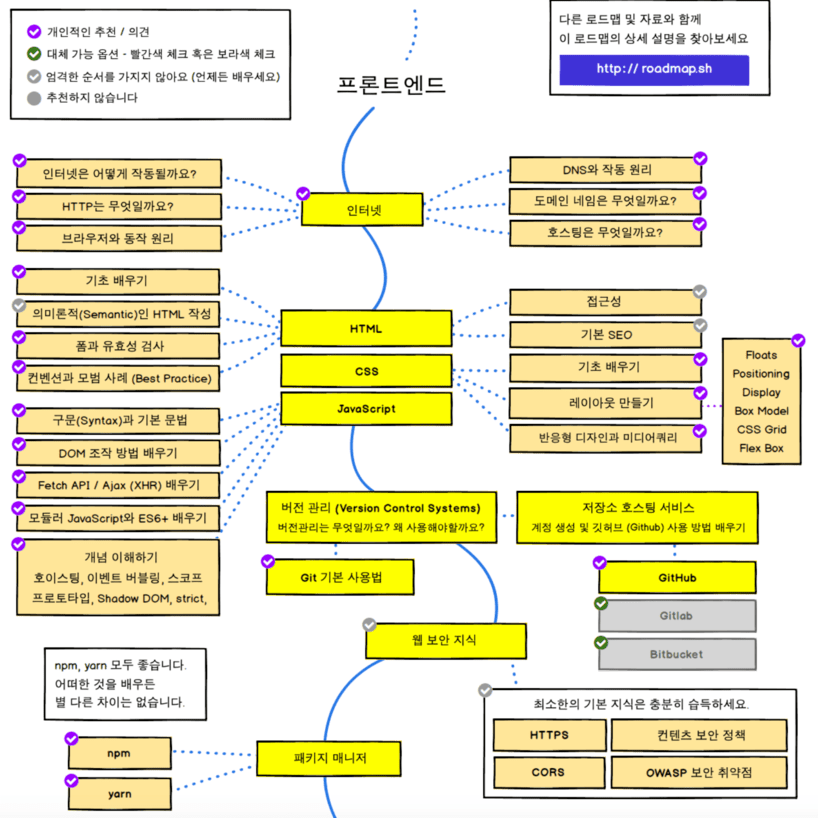 개인적인 추천 / 의견
대체 가능 옵션 - 빨간색 체크 혹은 보라색 체크
엄격한 순서를 가지지 않아요 (언제든 배우세요)
추천하지 않습니다
다른 로드맵 및 자료와 함께
이 로드맵의 상세 설명을 찾아보세요
http:// roadmap.sh
프론트엔드
인터넷은 어떻게 작동될까요?
HTTP는 무엇일까요?
브라우저와 동작 원리
인터넷
DNS와 작동 원리
도메인 네임은 무엇일까요?
호스팅은 무엇일까요?
기초 배우기
의미론적(Semantic)인 HTML 작성
폼과 유효성 검사
컨벤션과 모범 사례 (Best Practice)
HTML
접근성
기본 SEO
CSS
기초 배우기
레이아웃 만들기
반응형 디자인과 미디어쿼리
Floats
Positioning
Display
Box Model
CSS Grid
Flex Box
JavaScript
구문(Syntax)과 기본 문법
DOM 조작 방법 배우기
Fetch API / Ajax (XHR) 배우기
모듈러 JavaScript와 ES6+ 배우기
개념 이해하기
호이스팅, 이벤트 버블링, 스코프
프로토타입, Shadow DOM, strict,
버전 관리 (Version Control Systems)
버전관리는 무엇일까요? 왜 사용해야할까요?
Git 기본 사용법
저장소 호스팅 서비스
계정 생성 및 깃허브 (Github) 사용 방법 배우기
GitHub
Gitlab
Bitbucket
웹 보안 지식
최소한의 기본 지식은 충분히 습득하세요.
HTTPS
컨텐츠 보안 정책
CORS
OWASP 보안 취약점
npm, yarn 모두 좋습니다.
어떠한 것을 배우든
별 다른 차이는 없습니다.
npm
yarn
패키지 매니저